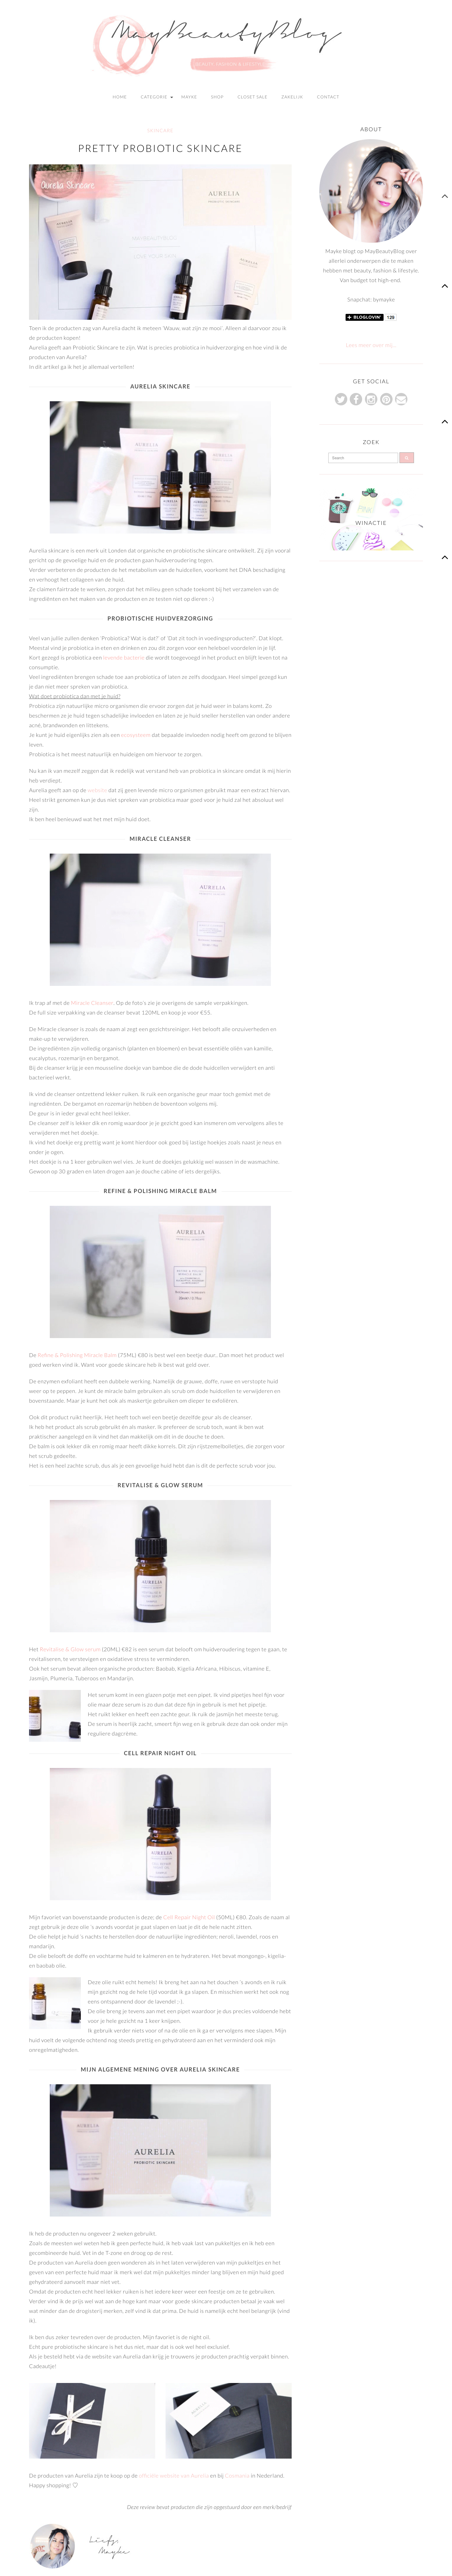 MayBeautyBlog
HOME CATEGORIE MAYKE SHOP CLOSET SALE ZAKELIJK CONTACT
SKINCARE
PRETTY PROBIOTIC SKINCARE
Aurelia Skincare
AURELIA
PROBIOTIC SKINCARE
Toen ik de producten zag van Aurelia dacht ik meteen 'Wauw, wat zijn ze mooi'. Alleen al daarvoor zou ik
de producten kopen!
Aurelia geeft aan Probiotic Skincare te zijn. Wat is precies probiotica in huidverzorging en hoe vind ik de
producten van Aurelia?
In dit artikel ga ik het je allemaal vertellen!
AURELIA SKINCARE
Aurelia skincare is een merk uit London dat organische en probiotische skincare ontwikkelt. Zij zijn vooral
gericht op de gevoelige huid en de producten gaan huidveroudering tegen.
Verder verbeteren de producten het metabolisme van de huidcellen, voorkomt het DNA beschadiging
en verhoogt het collageen van de huid.
Ze claimen fairtrade te werken, zorgen dat het milieu geen schade toekomt bij het verzamelen van de
ingrediënten en het maken van de producten en ze testen niet op dieren :-)
PROBIOTISCHE HUIDVERZORGING
Veel van jullie zullen denken 'Probiotica? Wat is dat?' of 'Dat zit toch in voedingsproducten?'. Dat klopt.
Meestal vind je probiotica in eten en drinken en zou dit goed zijn voor een heleboel voordelen in je lijf.
Kort gezegd is probiotica een levende bacterie die wordt toegevoegd in het product en blijft leven tot na
consumptie.
Veel ingrediënten brengen schade toe aan probiotica of laten ze zelfs doodgaan. Heel simpel gezegd kun
je dan niet meer spreken van probiotica.
Wat doet probiotica dan met je huid?
Probiotica zijn natuurlijke micro organismen die ervoor zorgen dat je huid weer in balans komt. Zo
beschermen ze je huid tegen schadelijke invloeden en laten ze je huid sneller herstellen van onder andere
acné, brandwonden en littekens.
Je kunt je huid eigenlijks zien als een ecosysteem dat bepaalde invloeden nodig heeft om gezond te blijven
leven.
Probiotica is het meest natuurlijk en huideigen om hiervoor te zorgen.
Nu kan ik van mezelf zeggen dat ik redelijk wat verstand heb van probiotica in skincare omdat ik mij hierin
heb verdiept.
Aurelia geeft aan op de website dat zij geen levende micro organismen gebruikt maar een extract hiervan.
Heel strikt genomen kun je dus niet spreken van probiotica maar goed voor je huid zal het absoluut wel
zijn.
Ik ben heel benieuwd wat het met mijn huid doet.
MIRACLE CLEANSER
AURELIA
Ik trap af met de Miracle Cleanser. Op de foto's zie je overigens de sample verpakkingen.
De full size verpakking van de cleanser bevat 120ML en koop je voor €55.
De Miracle cleanser is zoals de naam al zegt een gezichtsreiniger. Het belooft alle onzuiverheden en
make-up te verwijderen.
De ingrediënten zijn volledig organisch (planten en bloemen) en bevat essentiële oliën van kamille,
eucalyptus, rozemarijn en bergamot.
Bij de cleanser krijg je een mousseline doekje van bamboe die de dode huidcellen verwijdert en anti
bacterieel werkt.
Ik vind de cleanser ontzettend lekker ruiken. Ik ruik een organische geur maar toch gemixt met de
ingrediënten. De bergamot en rozemarijn hebben de boventoon volgens mij.
De geur is in ieder geval echt heel lekker.
De cleanser zelf is lekker dik en romig waardoor je je gezicht goed kan insmeren om vervolgens alles te
verwijderen met het doekje.
Ik vind het doekje erg prettig want je komt hierdoor ook goed bij lastige hoekjes zoals naast je neus en
onder je ogen.
Het doekje is na 1 keer gebruiken wel vies. Je kunt de doekjes gelukkig wel wassen in de wasmachine.
Gewoon op 30 graden en laten drogen aan je douche cabine of iets dergelijks.
REFINE & POLISHING MIRACLE BALM
AURELIA
De Refine & Polishing Miracle Balm (75ML) €80 is best wel een beetje duur.. Dan moet het product wel
goed werken vind ik. Want voor goede skincare heb ik best wat geld over.
De enzymen exfoliant heeft een dubbele werking. Namelijk de grauwe, doffe, ruwe en verstopte huid
weer op te peppen. Je kunt de miracle balm gebruiken als scrub om dode huidcellen te verwijderen en
bovenstaande. Maar je kunt het ook als maskertje gebruiken om dieper te exfoliëren.
Ook dit product ruikt heerlijk. Het heeft toch wel een beetje dezelfde geur als de cleanser.
Ik heb het product als scrub gebruikt én als masker. Ik prefereer de scrub toch, want ik ben wat
praktischer aangelegd en ik vind het dan makkelijk om dit in de douche te doen.
De balm is ook lekker dik en romig maar heeft dikke korrels. Dit zijn rijstzemelbolletjes, die zorgen voor
het scrub gedeelte.
Het is een heel zachte scrub, dus als je een gevoelige huid hebt dan is dit de perfecte scrub voor jou.
REVITALISE & GLOW SERUM
AURELIA
Het Revitalise & Glow serum (20ML) €82 is een serum dat belooft om huidveroudering tegen te gaan, te
revitaliseren, te verstevigen en oxidatieve stress te verminderen.
Ook het serum bevat alleen organische producten: Baobab, Kigella Africana, Hibiscus, vitamine E,
Jasmijn, Plumeria, Tuberoos en Mandarijn.
Het serum komt in een glazen potje met een pipet. Ik vind pipetjes heel fijn voor
olie maar deze serum is zo dun dat deze fijn in gebruik is met het pipetje.
Het ruikt lekker en heeft een zachte geur. Ik ruik de jasmijn het meeste terug.
De serum is heerlijk zacht, smeert fijn weg en ik gebruik deze dan ook onder mijn
reguliere dagcrème.
CELL REPAIR NIGHT OIL
AURELIA
Mijn favoriet van bovenstaande producten is deze; de Cell Repair Night Oil (50ML) €80. Zoals de naam al
zegt gebruik je deze olie 's avonds voordat je gaat slapen en laat je dit de hele nacht zitten.
De olie helpt je huid 's nachts te herstellen door de natuurlijke ingrediënten; neroli, lavendel, roos en
mandarijn.
De olie belooft de doffe en vochtarme huid te kalmeren en te hydrateren. Het bevat mongongo-, kigelia-
en baobab olie.
Deze olie ruikt echt hemels! Ik breng het aan na het douchen 's avonds en ik ruik
mijn gezicht nog de hele tijd voordat ik ga slapen. En misschien werkt het ook nog
eens ontspannend door de lavendel :-).
De olie breng je tevens aan met een pipet waardoor je dus precies voldoende hebt
voor je hele gezicht na 1 keer knijpen.
Ik gebruik verder niets voor of na de olie en ik ga er vervolgens mee slapen. Mijn
huid voelt de volgende ochtend nog steeds prettig en gehydrateerd aan en het verminderd ook mijn
onregelmatigheden.
MIJN ALGEMENE MENING OVER AURELIA SKINCARE
AURELIA
PROBIOTIC SKINCARE
Ik heb de producten nu ongeveer 2 weken gebruikt.
Zoals de meesten wel weten heb ik geen perfecte huid. Ik heb vaak last van pukkeltjes en ik heb een
gecombineerde huid. Vet in de T-zone en droog op de rest.
De producten van Aurelia doen geen wonderen als in het laten verwijderen van mijn pukkeltjes en het
geven van een perfecte huid maar ik merk wel dat mijn pukkeltjes minder lang blijven en mijn huid goed
gehydrateerd aanvoelt maar niet vet.
Omdat de producten echt heel lekker ruiken is het iedere keer weer een feestje om ze te gebruiken.
Verder vind ik de prijs wel wat aan de hoge kant maar voor goede skincare producten betaal je vaak wel
wat minder dan de drogisterij merken, zelf vind ik dat prima. De huid is namelijk echt heel belangrijk (vind
ik).
Ik ben dus zeker tevreden over de producten. Mijn favoriet is de night oil.
Echt pure probiotische skincare is het dus niet, maar dat is ook wel heel exclusief.
Als je besteld hebt via de website van Aurelia dan krijg je trouwens je producten prachtig verpakt binnen.
Cadeautje!
De producten van Aurelia zijn te koop op de officiële website van Aurelia en bij Cosmania in Nederland.
Happy shopping! ♡
Deze review bevat producten die zijn opgestuurd door een merk/bedrijf
Liefs,
Mayke
ABOUT
Mayke blogt op MayBeautyBlog over
allerlei onderwerpen die te maken
hebben met beauty, fashion & lifestyle.
Van budget tot high-end.
Snapchat: bymayke
+ BLOGLOVIN' 128
GET SOCIAL
ZOEK
Search
WINACTIE